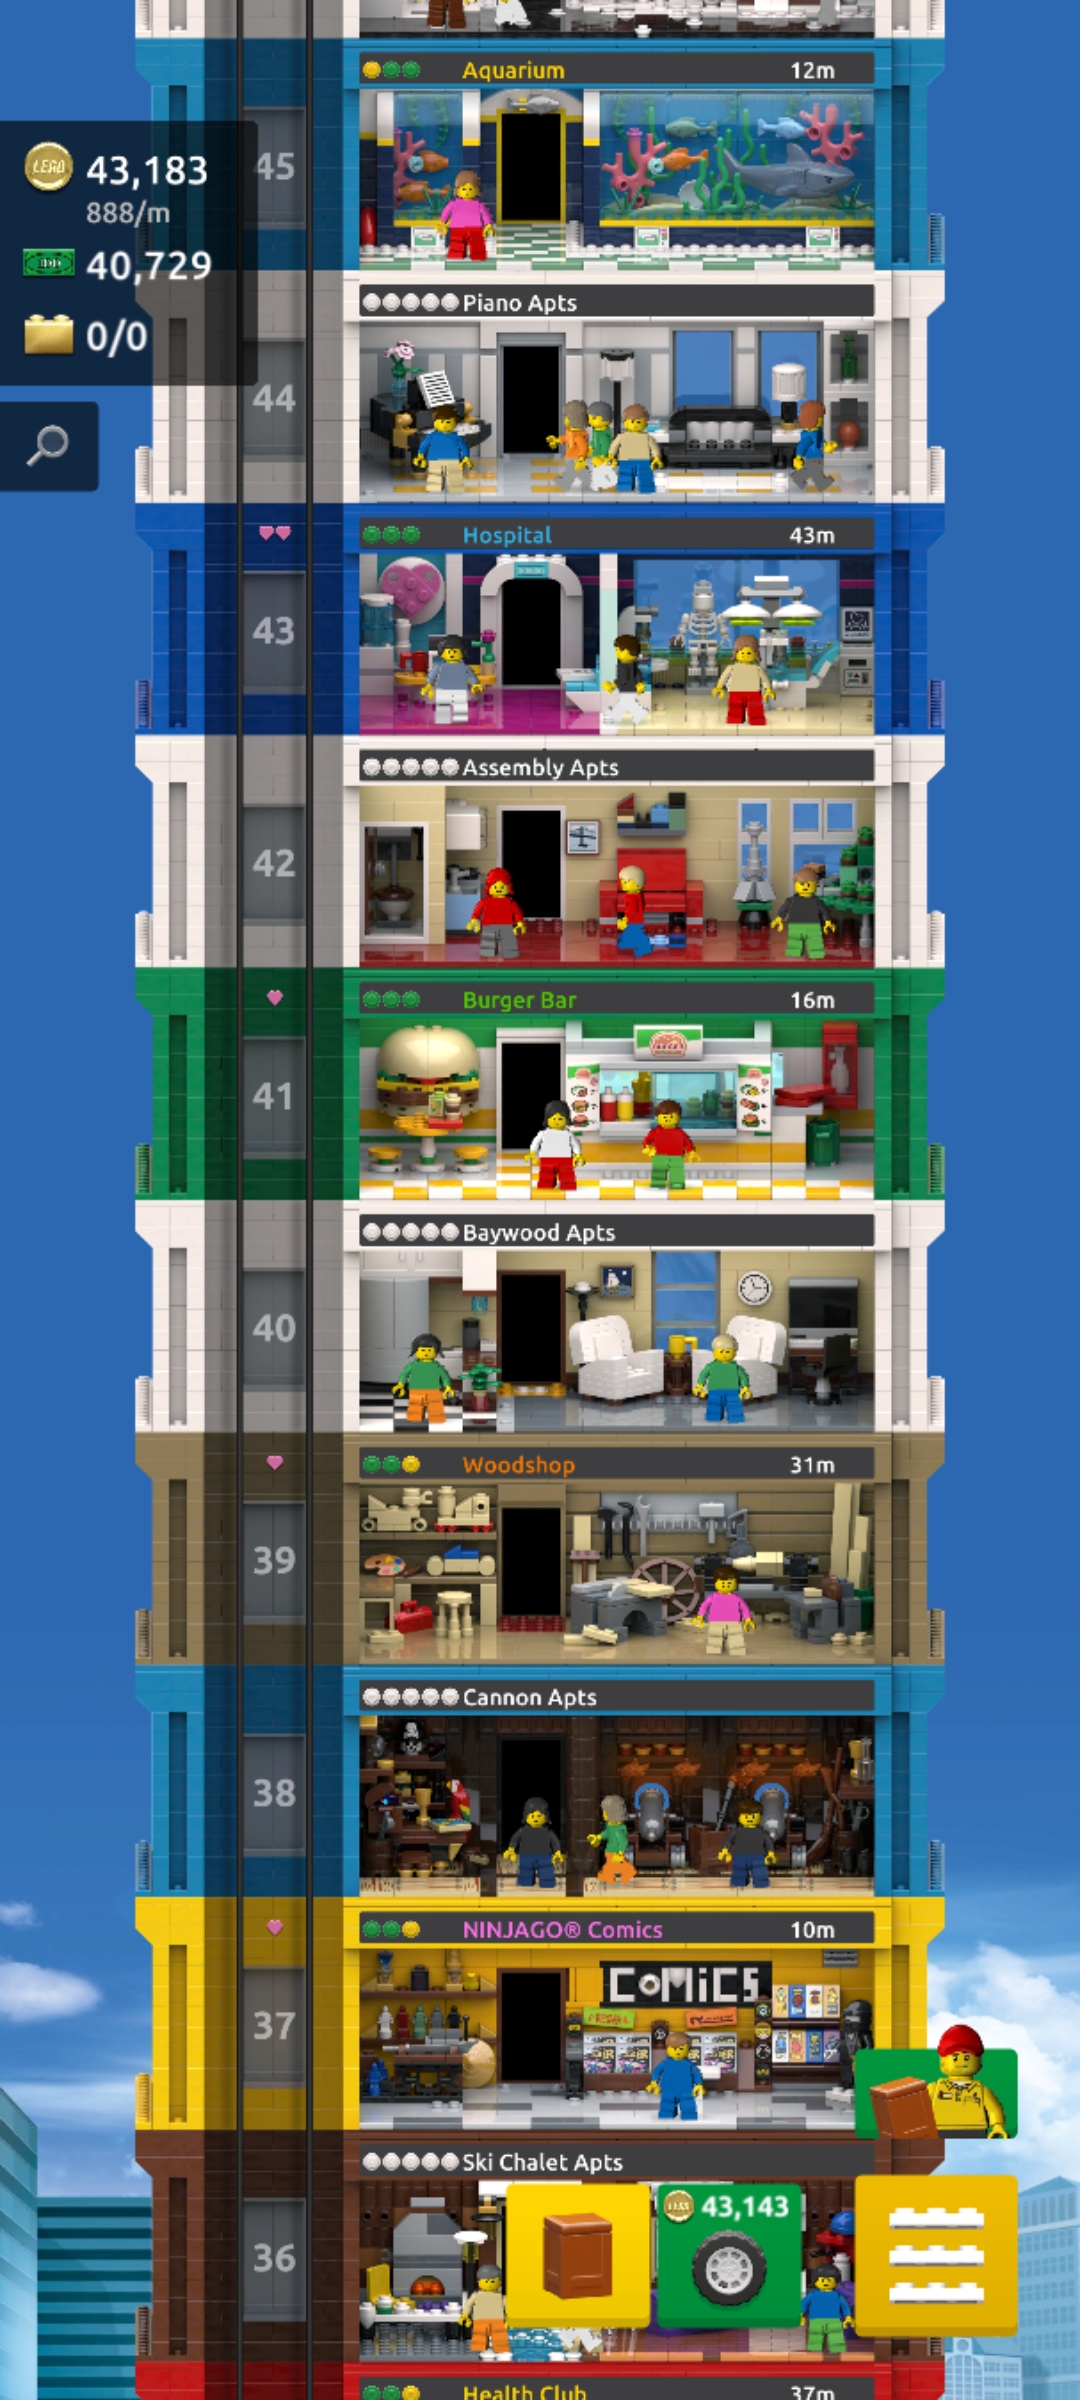 Aquarium 12m
LEGO 43,183
888/m
40,729
0/0
45
Piano Apts
44
Hospital 43m
43
Assembly Apts
42
Burger Bar 16m
41
Baywood Apts
40
Woodshop 31m
39
Cannon Apts
38
NINJAGO® Comics 10m
COMiCS
37
Ski Chalet Apts
43,143
36
Health Club 37m